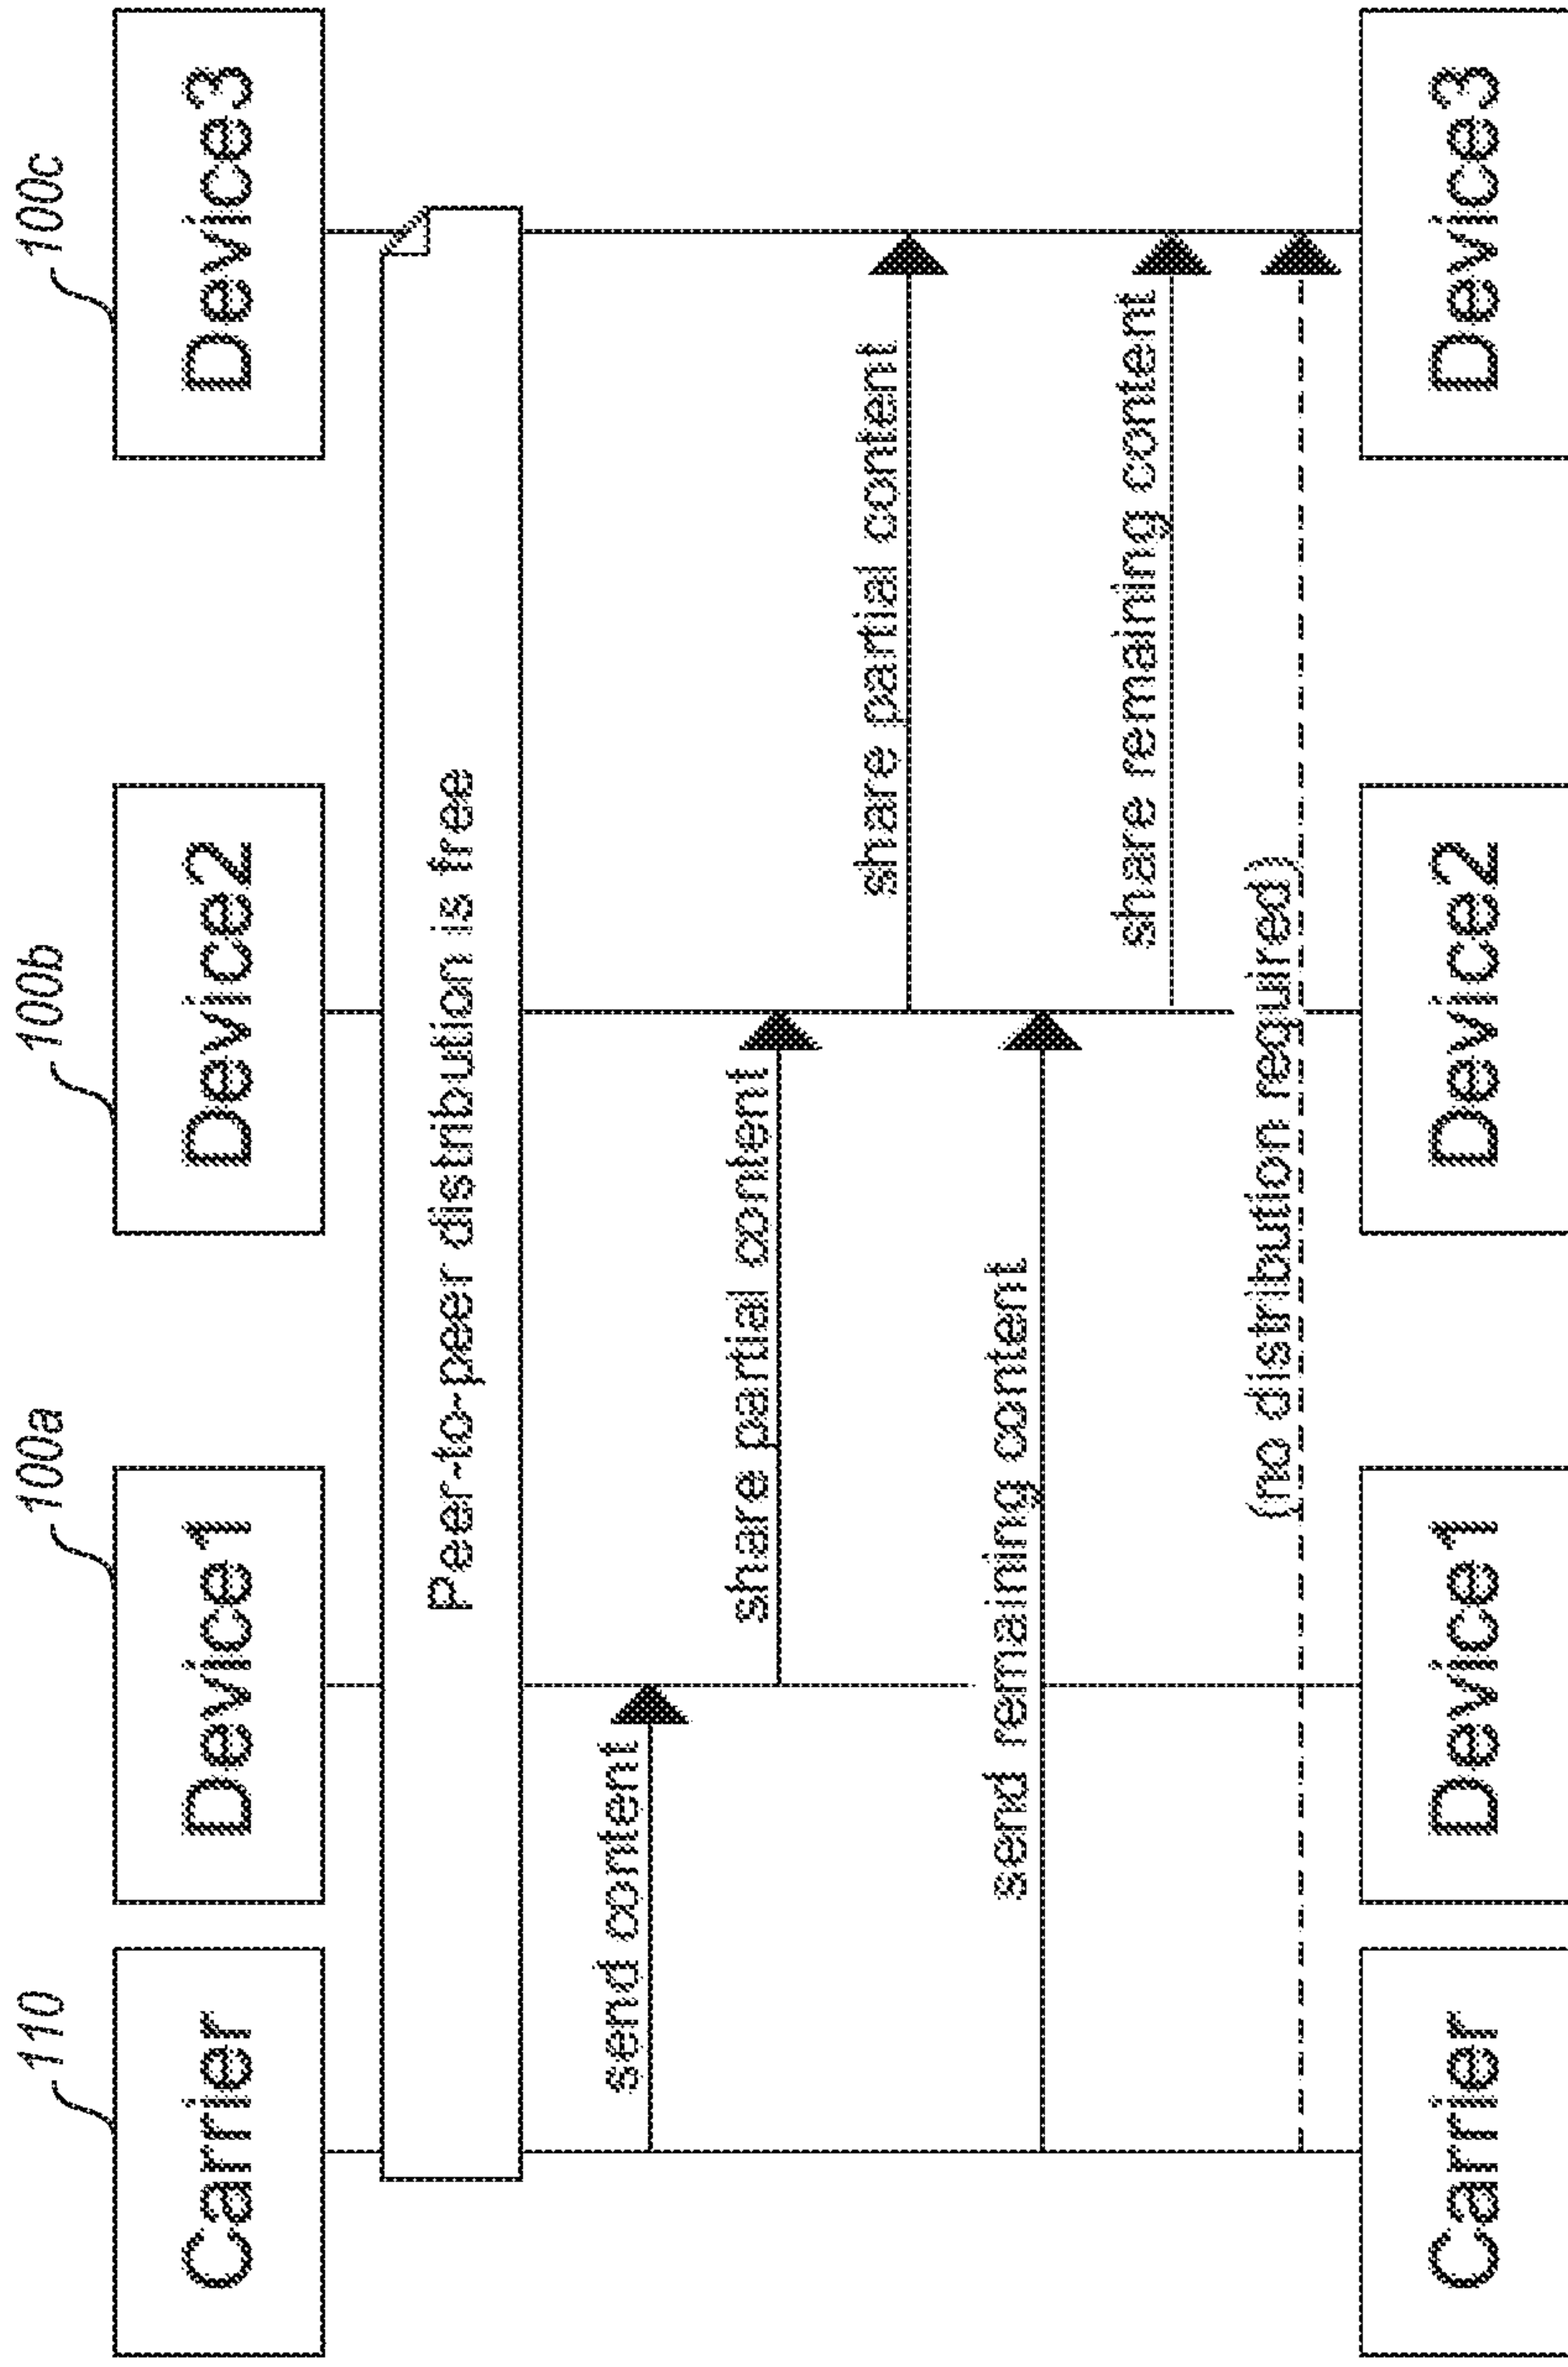 110
100a
100b
100c
Carrier
Device1
Device2
Device3
Peer-to-peer distribution is free
send content
share partial content
share partial content
send remaining content
share remaining content
(no distribution required)
Carrier
Device1
Device2
Device3